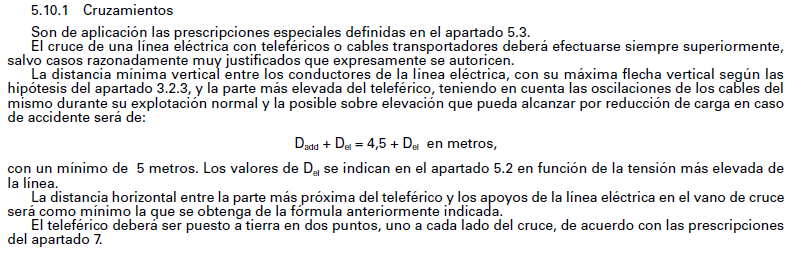 5.10.1 Cruzamientos
Son de aplicación las prescripciones especiales definidas en el apartado 5.3.
El cruce de una línea eléctrica con teleféricos o cables transportadores deberá efectuarse siempre superiormente,
salvo casos razonadamente muy justificados que expresamente se autoricen.
La distancia mínima vertical entre los conductores de la línea eléctrica, con su máxima flecha vertical según las
hipótesis del apartado 3.2.3, y la parte más elevada del teleférico, teniendo en cuenta las oscilaciones de los cables del
mismo durante su explotación normal y la posible sobre elevación que pueda alcanzar por reducción de carga en caso
de accidente será de:
Dadd + Del = 4,5 + Del en metros,
con un mínimo de 5 metros. Los valores de Del se indican en el apartado 5.2 en función de la tensión más elevada de
la línea.
La distancia horizontal entre la parte más próxima del teleférico y los apoyos de la línea eléctrica en el vano de cruce
será como mínimo la que se obtenga de la fórmula anteriormente indicada.
El teleférico deberá ser puesto a tierra en dos puntos, uno a cada lado del cruce, de acuerdo con las prescripciones
del apartado 7.